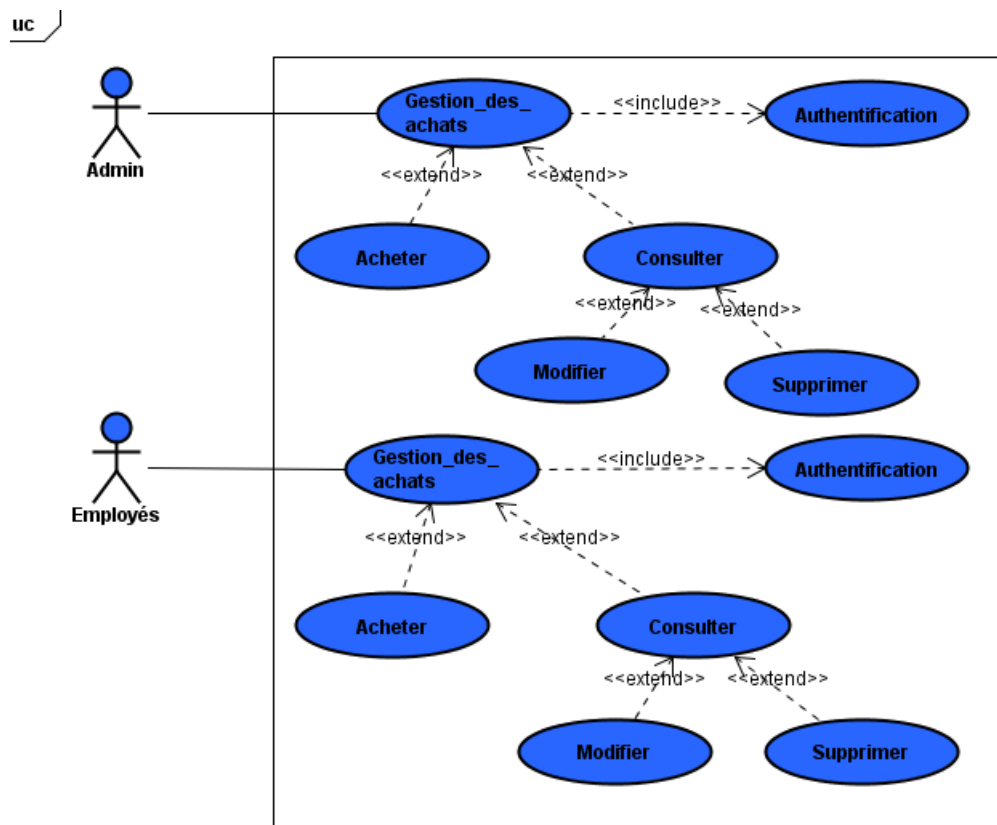 uc
Gestion_des_
achats
<<include>>
Authentification
Admin
<<extend>>
<<extend>>
Acheter
Consulter
<<extend>>
<<extend>>
Modifier
Supprimer
Gestion_des_
achats
<<include>>
Authentification
Employés
<<extend>>
<<extend>>
Acheter
Consulter
<<extend>>
<<extend>>
Modifier
Supprimer